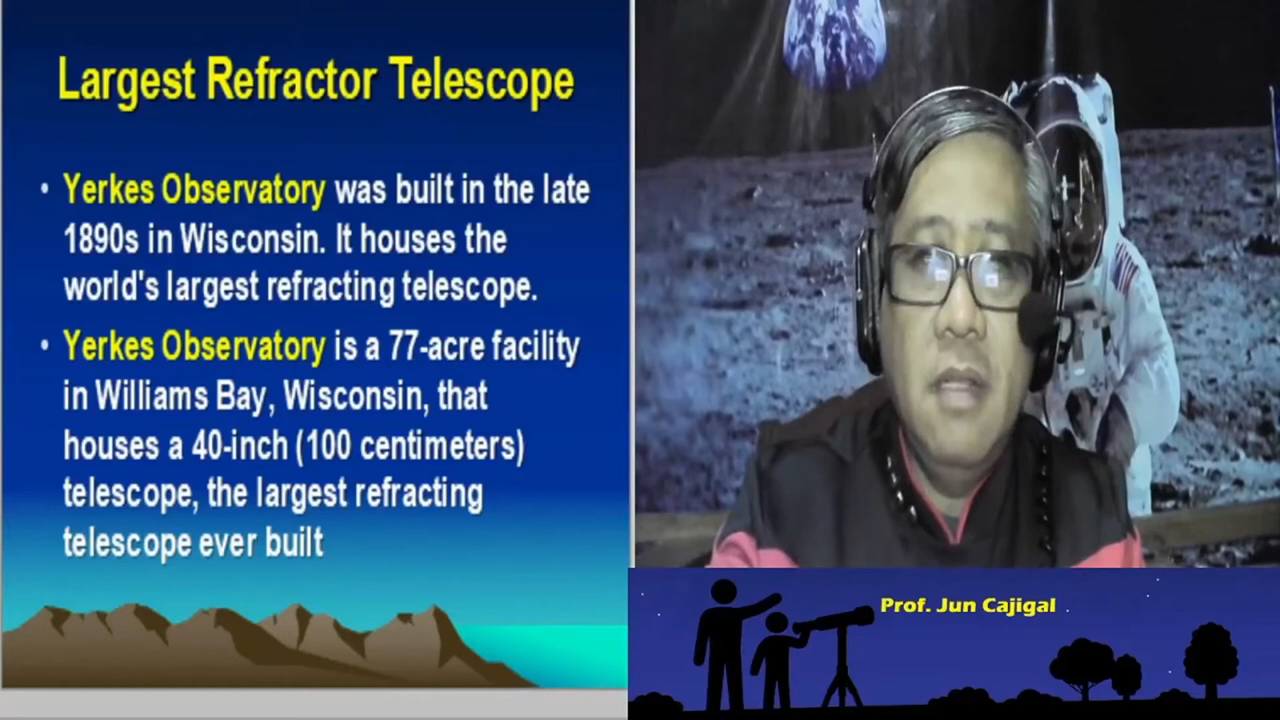 Largest Refractor Telescope
• Yerkes Observatory was built in the late
1890s in Wisconsin. It houses the
world's largest refracting telescope.
• Yerkes Observatory is a 77-acre facility
in Williams Bay, Wisconsin, that
houses a 40-inch (100 centimeters)
telescope, the largest refracting
telescope ever built
Prof. Jun Cajigal